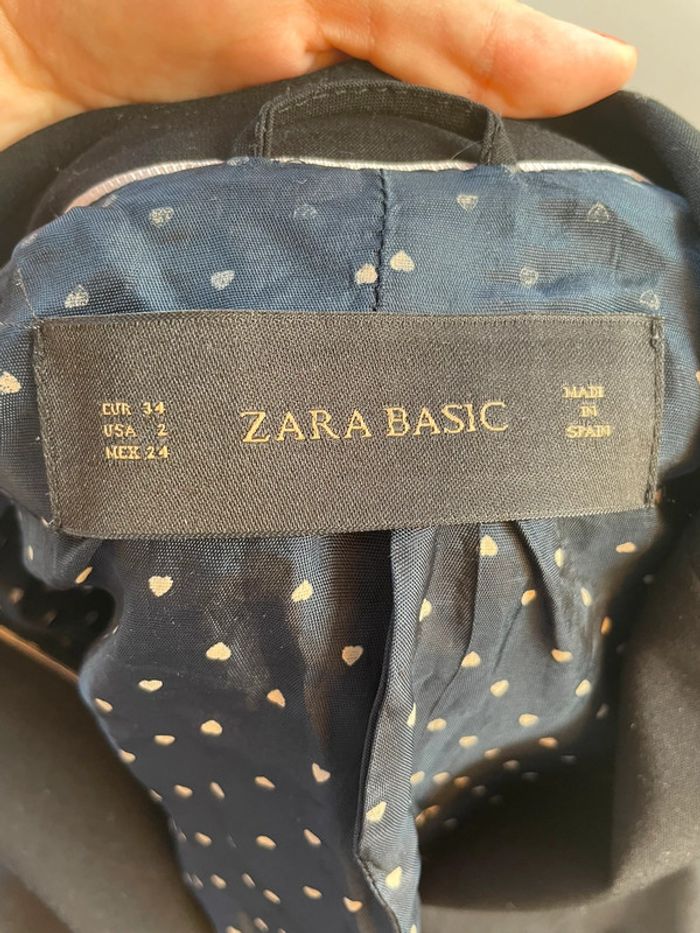 EUR 34
USA 2
MEX 24
ZARA BASIC
MADE
IN
SPAIN